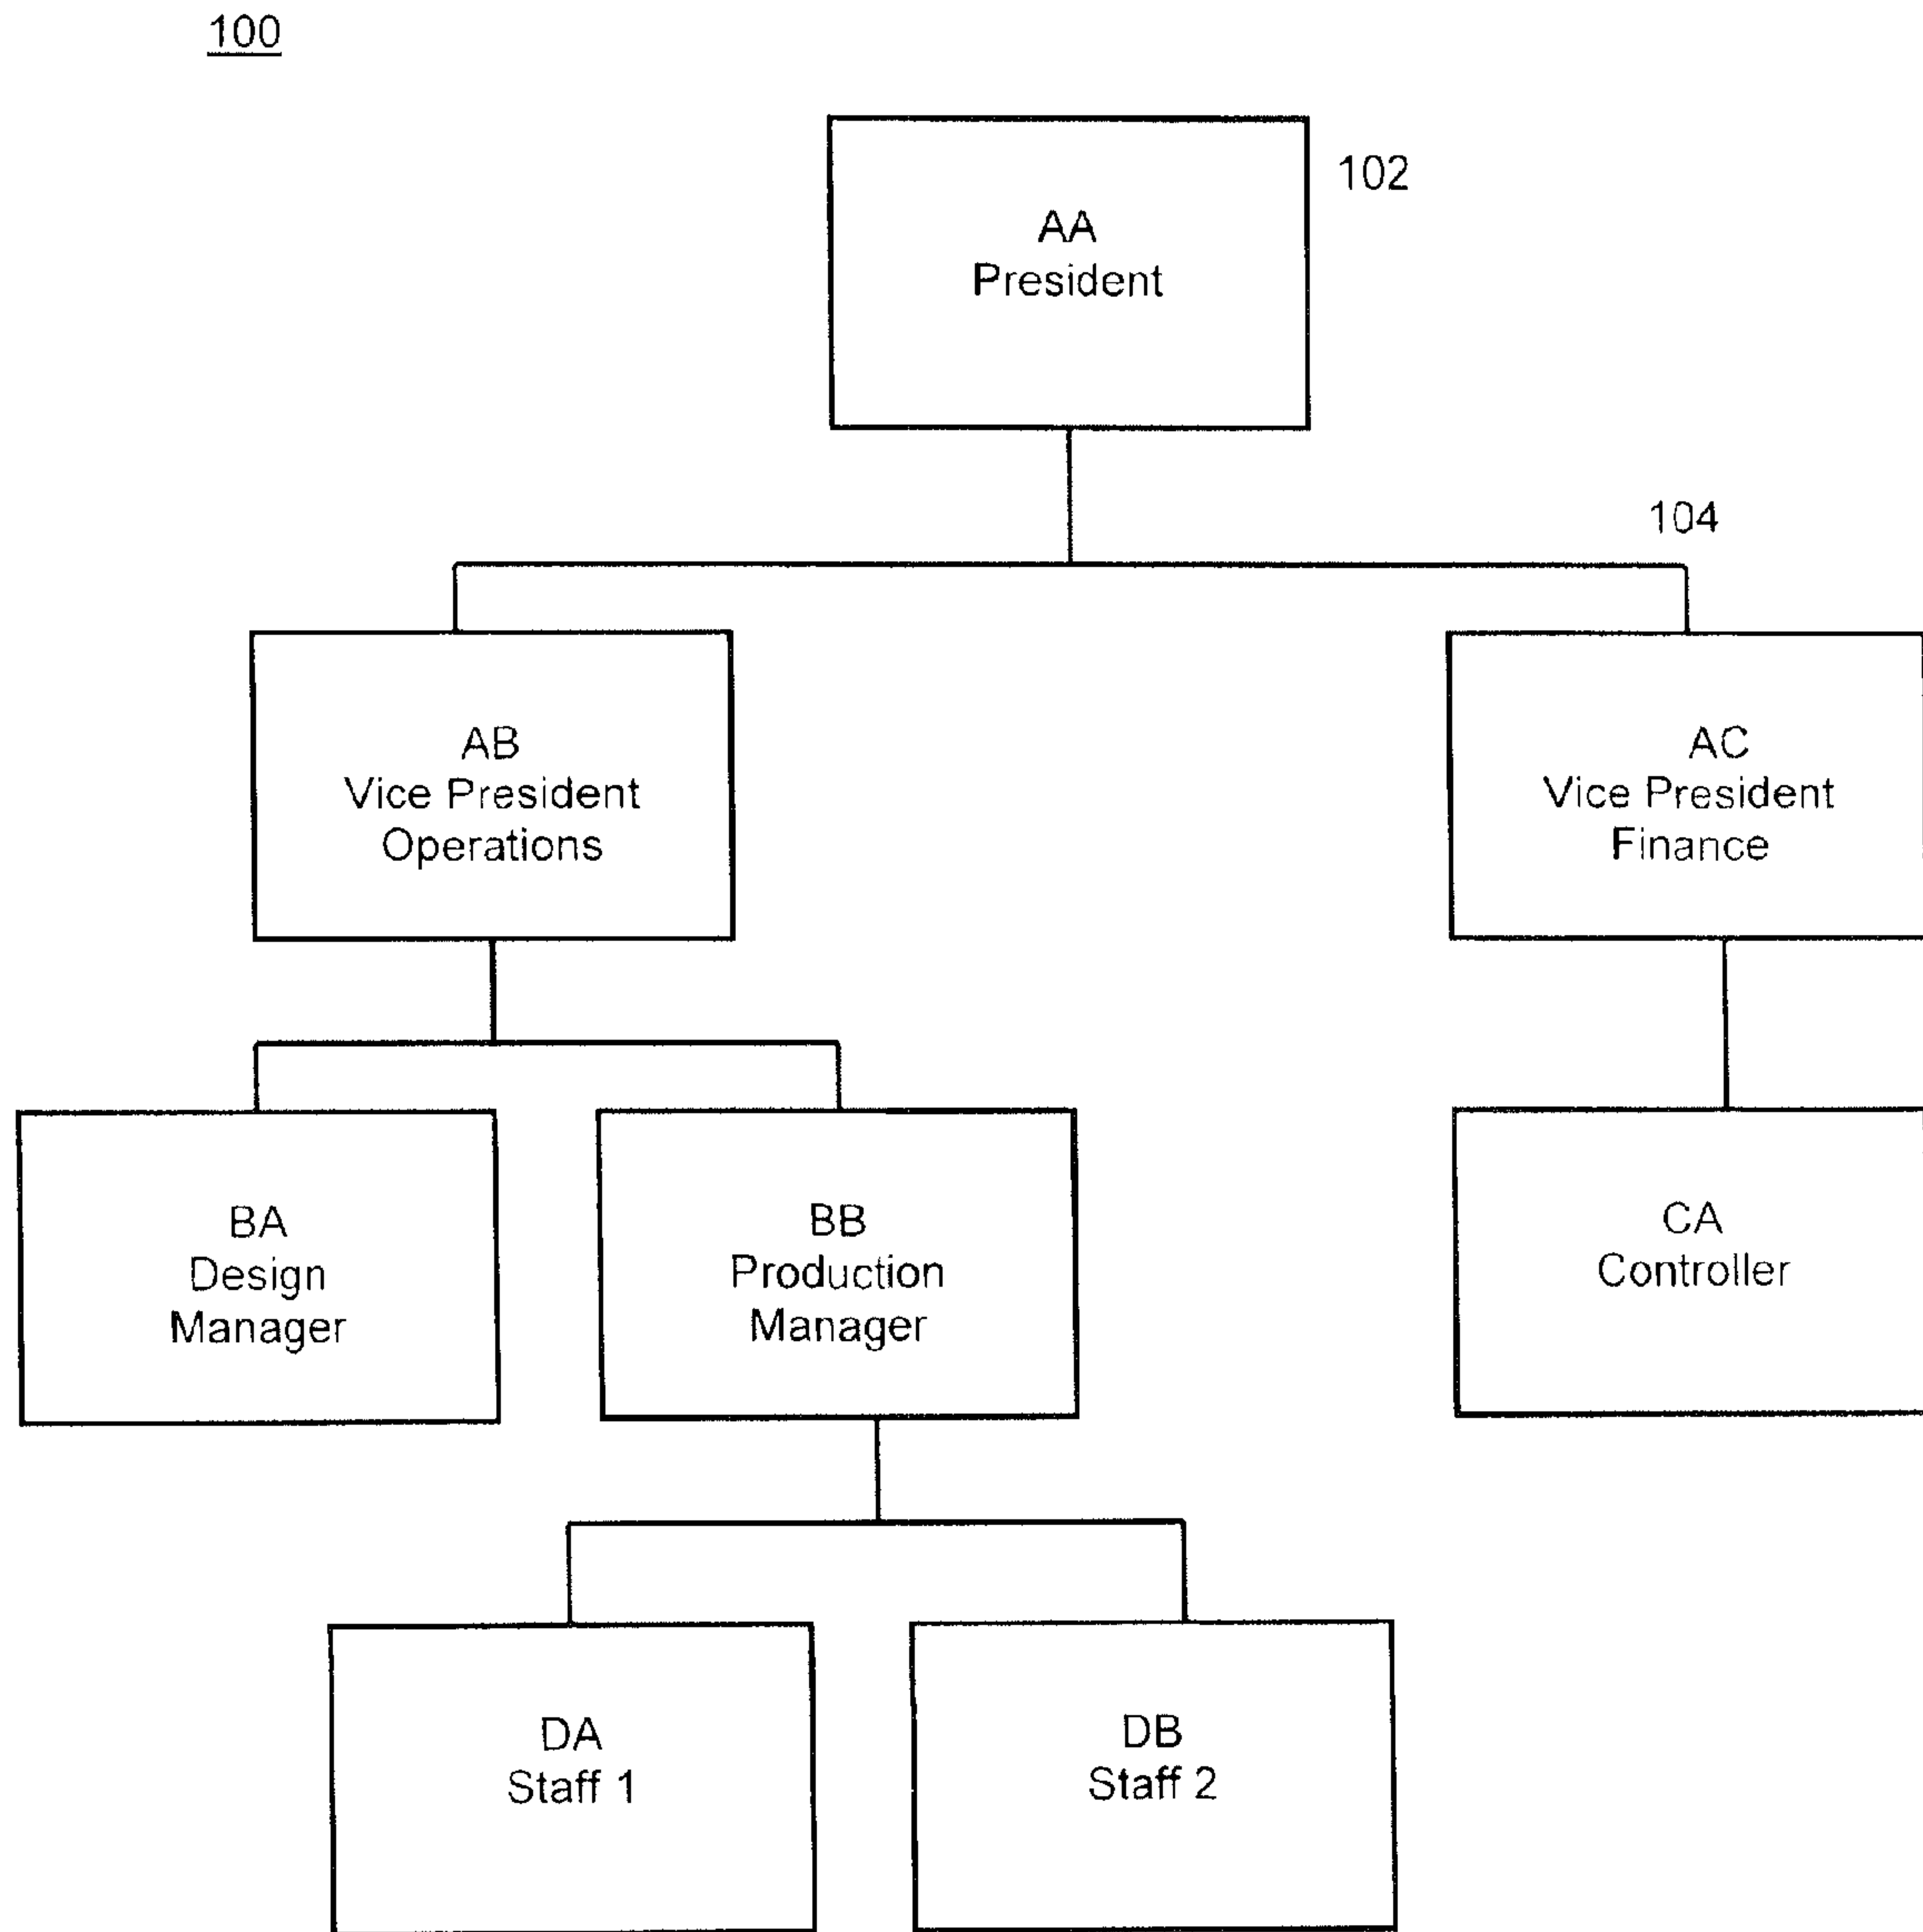 100
102
AA
President
104
AB
Vice President
Operations
AC
Vice President
Finance
BA
Design
Manager
BB
Production
Manager
CA
Controller
DA
Staff 1
DB
Staff 2